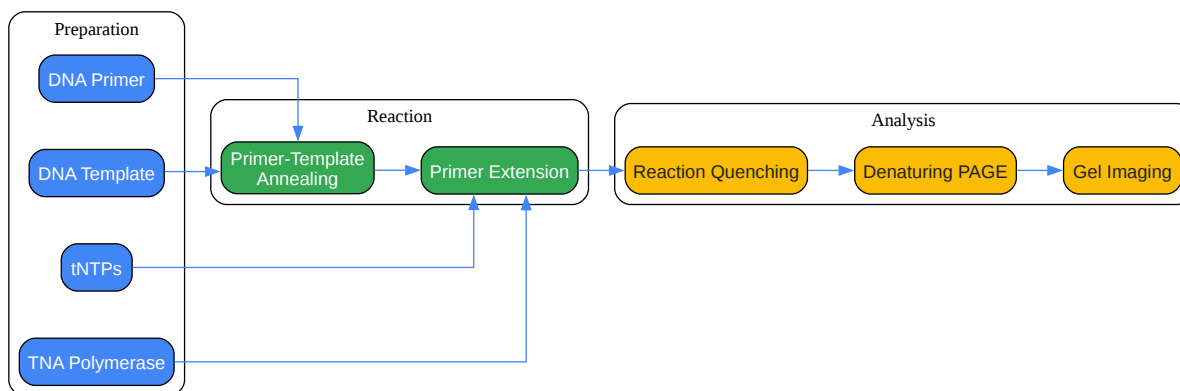 Preparation
DNA Primer
DNA Template
tNTPs
TNA Polymerase
Reaction
Primer-Template
Annealing
Primer Extension
Analysis
Reaction Quenching
Denaturing PAGE
Gel Imaging